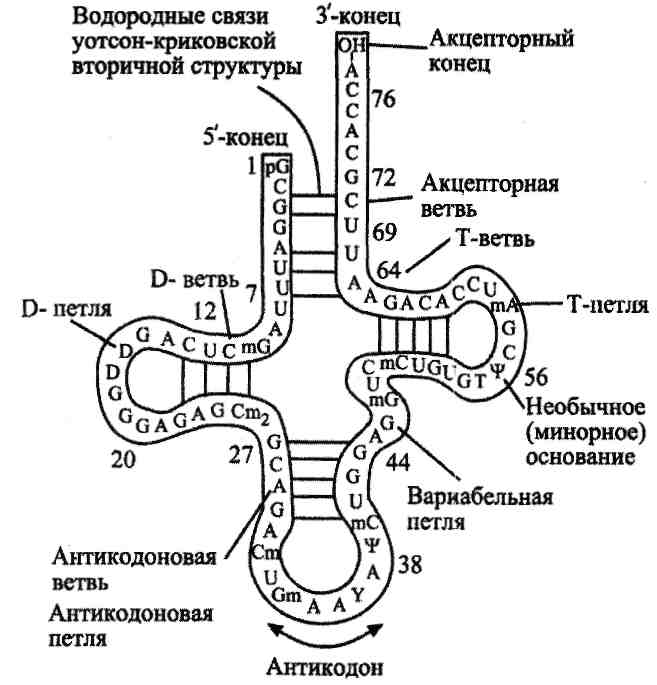 Водородные связи
уотсон-криковской
вторичной структуры
3′-конец
OH
Акцепторный
конец
A
C
C
A
C
G
C
U
U
A
76
72
69
64
5′-конец
1
pG
C
G
G
A
U
U
U
A
7
Акцепторная
ветвь
Т-ветвь
D- ветвь
12
D- петля
mG
C
U
C
A
G
D
D
G
G
G
A
G
A
G
C
m2
G
20
27
A G A C A C C U mA
G
C
Ψ
T
G
U
G
U
C
m
C
Т-петля
56
Необычное
(минорное)
основание
U
mG
G
A
G
G
U
mC
Ψ
A
Y
A
A
Gm
U
Cm
A
G
A
C
G
44
Вариабельная
петля
38
Антикодоновая
ветвь
Антикодоновая
петля
Антикодон